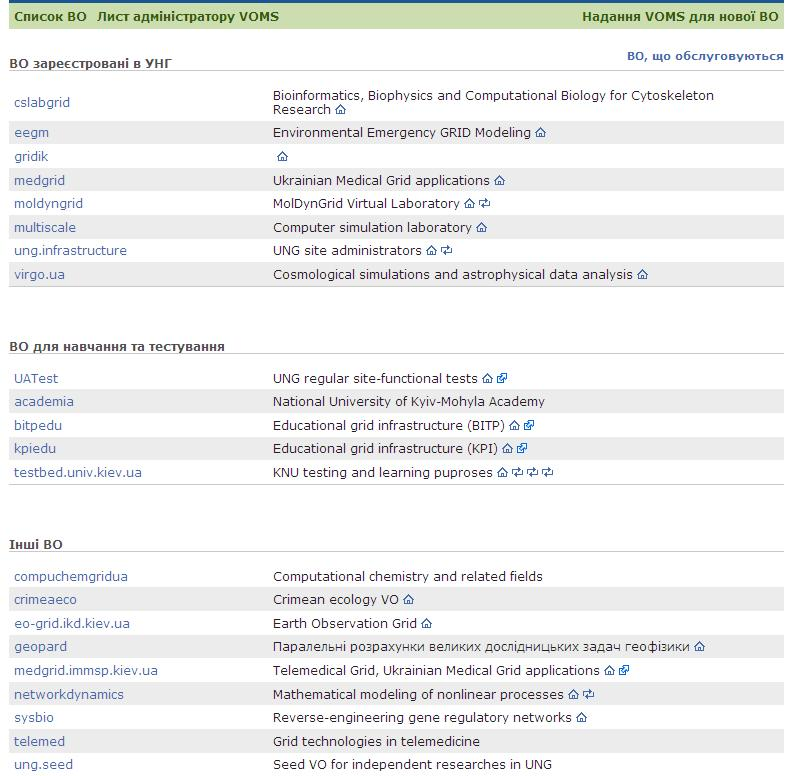 Список ВО Лист адміністратору VOMS Надання VOMS для нової ВО
ВО, що обслуговуються
ВО зареєстровані в УНГ
cslabgrid Bioinformatics, Biophysics and Computational Biology for Cytoskeleton
Research
eegm Environmental Emergency GRID Modeling
gridik
medgrid Ukrainian Medical Grid applications
moldyngrid MolDynGrid Virtual Laboratory
multiscale Computer simulation laboratory
ung.infrastructure UNG site administrators
virgo.ua Cosmological simulations and astrophysical data analysis
ВО для навчання та тестування
UATest UNG regular site-functional tests
academia National University of Kyiv-Mohyla Academy
bitpedu Educational grid infrastructure (BITP)
kpiedu Educational grid infrastructure (KPI)
testbed.univ.kiev.ua KNU testing and learning puproses
Інші ВО
compuchemgridua Computational chemistry and related fields
crimeaeco Crimean ecology VO
eo-grid.ikd.kiev.ua Earth Observation Grid
geopard Паралельні розрахунки великих дослідницьких задач геофізики
medgrid.immsp.kiev.ua Telemedical Grid, Ukrainian Medical Grid applications
networkdynamics Mathematical modeling of nonlinear processes
sysbio Reverse-engineering gene regulatory networks
telemed Grid technologies in telemedicine
ung.seed Seed VO for independent researches in UNG